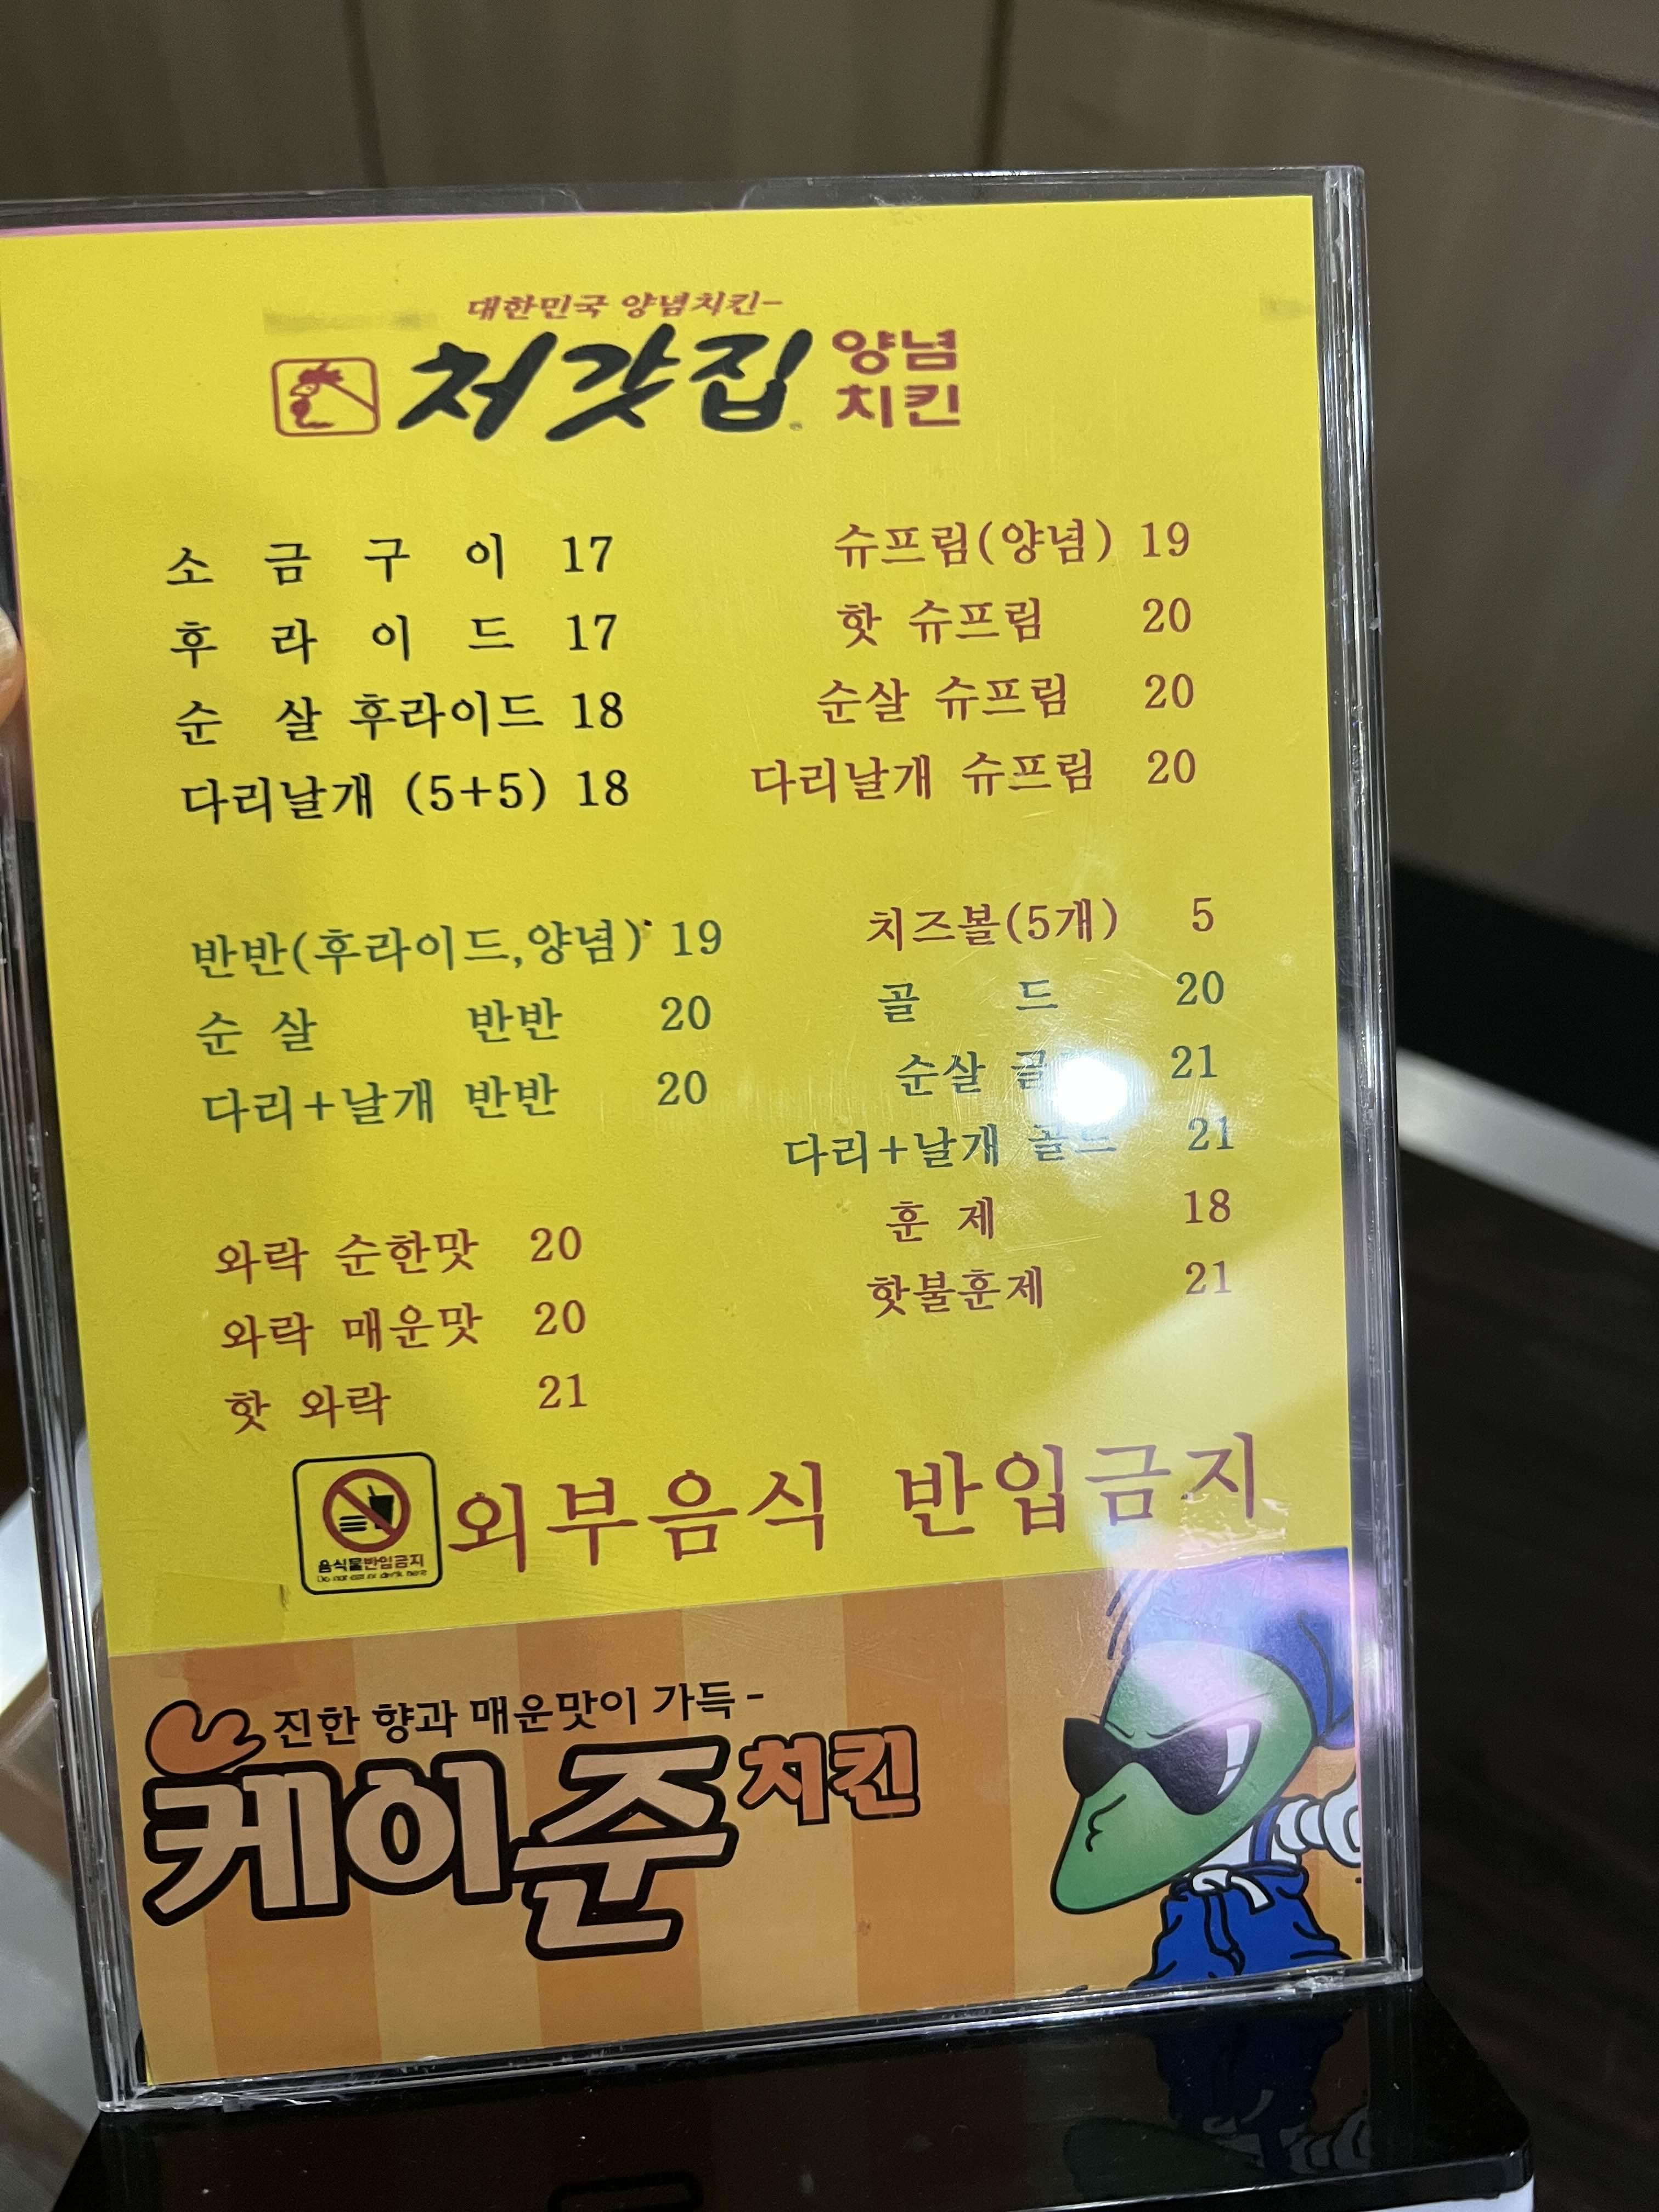 대한민국 양념치킨-
처갓집 양념
치킨
소 금 구 이 17
후 라 이 드 17
순 살 후라이드 18
다리날개 (5+5) 18
슈프림(양념) 19
핫 슈프림 20
순살 슈프림 20
다리날개 슈프림 20
반반(후라이드,양념) 19
순 살 반반 20
다리+날개 반반 20
치즈볼(5개) 5
골 드 20
순살 21
다리+날개 골드 21
훈 제 18
핫불훈제 21
와락 순한맛 20
와락 매운맛 20
핫 와락 21
외부음식 반입금지
음식물반입금지
Do not eat or drink here
진한 향과 매운맛이 가득-
케이준 치킨